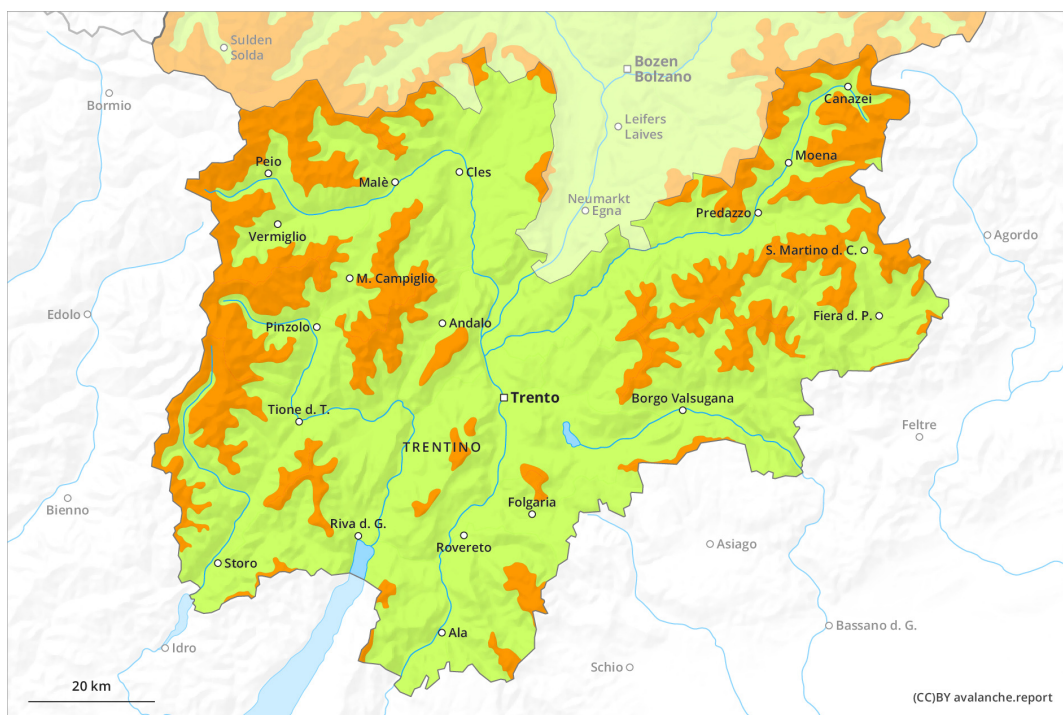 Sulden
Solda
Bozen
Bolzano
Bormio
Canazei
Leifers
Laives
Moena
Peio
Cles
Malè
Neumarkt
Egna
Predazzo
Vermiglio
Agordo
S. Martino d. C.
M. Campiglio
Edolo
Andalo
Fiera d. P.
Pinzolo
Trento
Borgo Valsugana
Tione d. T.
Feltre
TRENTINO
Bienno
Folgaria
Riva d. G.
Rovereto
Asiago
Storo
Bassano d. G.
Ala
Idro
Schio
20 km
(CC)BY avalanche.report